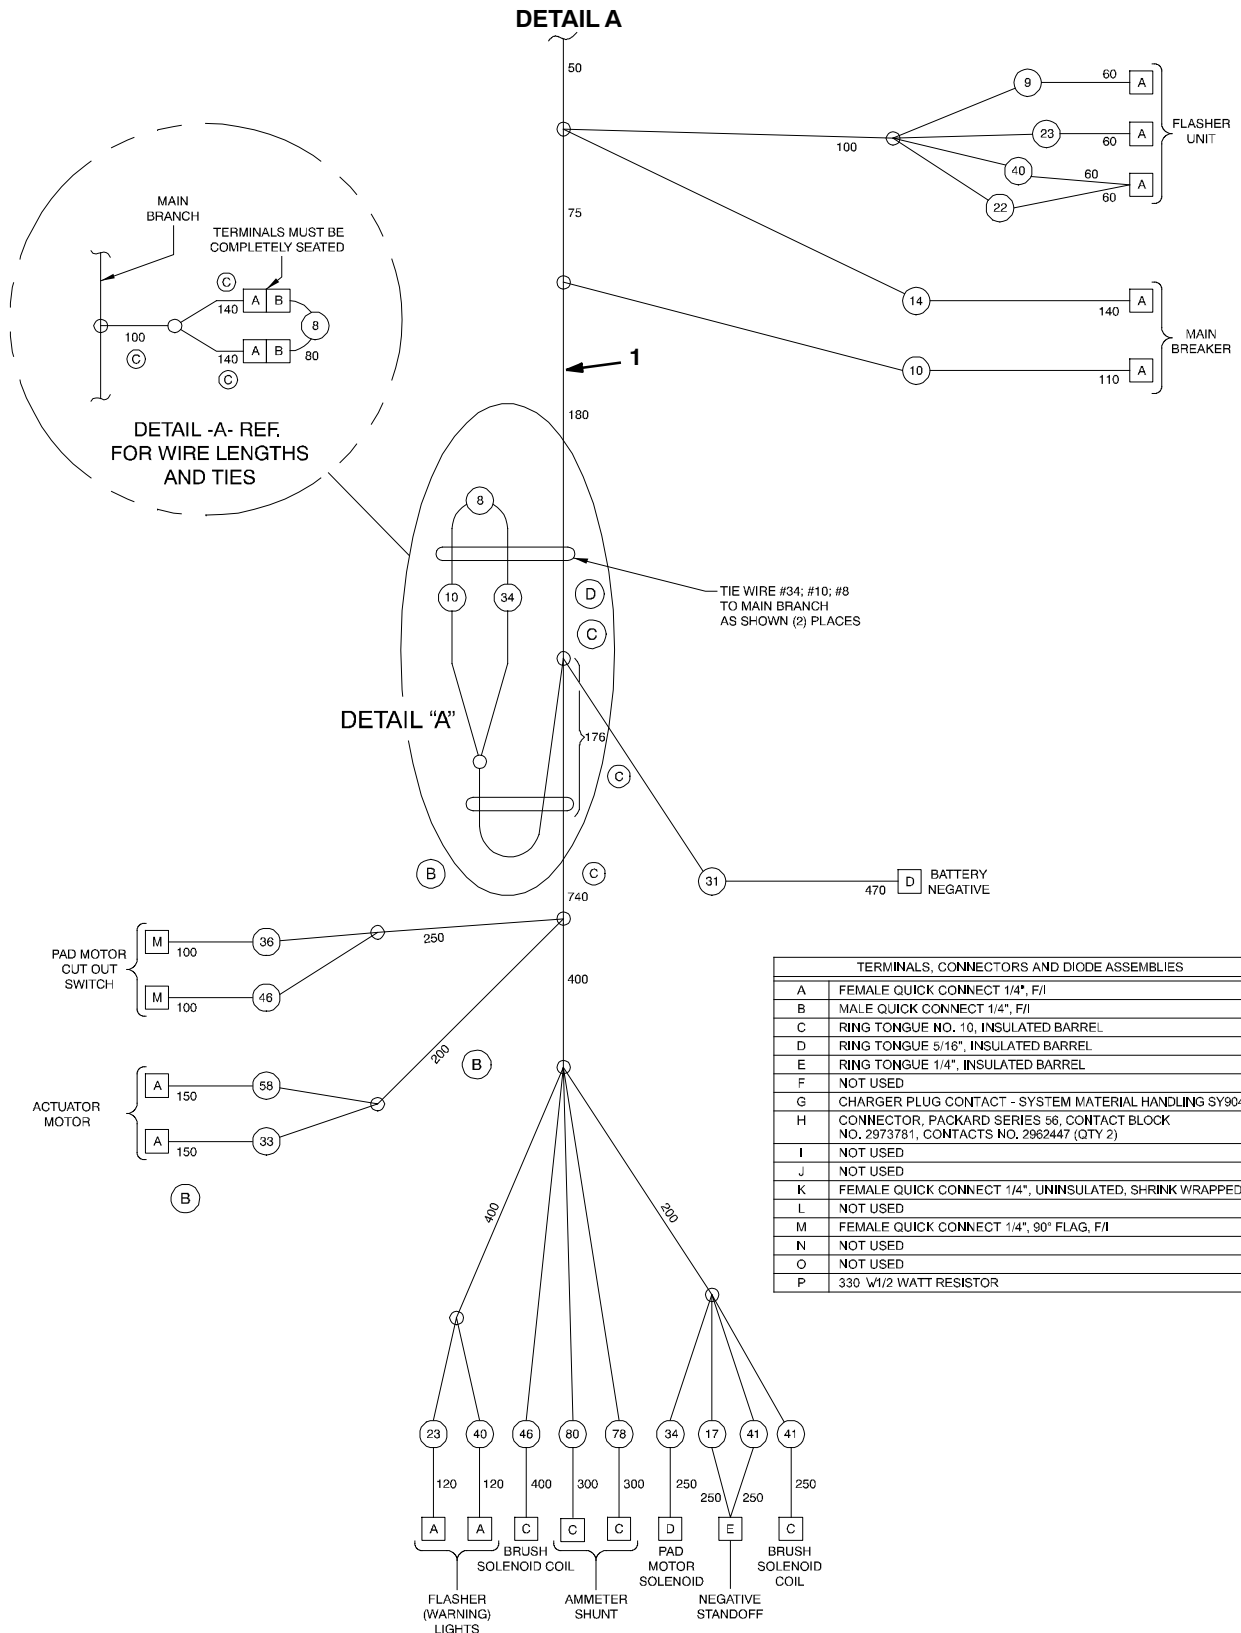 DETAIL A
50
9
60
A
23
60
A
FLASHER
UNIT
100
40
60
A
22
60
75
MAIN
BRANCH
TERMINALS MUST BE
COMPLETELY SEATED
C
140
A
B
8
100
C
140
A
B
80
C
DETAIL -A- REF.
FOR WIRE LENGTHS
AND TIES
14
140
A
MAIN
BREAKER
10
110
A
1
180
8
10
34
D
C
TIE WIRE #34; #10; #8
TO MAIN BRANCH
AS SHOWN (2) PLACES
DETAIL “A”
176
C
B
C
31
470
D
BATTERY
NEGATIVE
740
PAD MOTOR
CUT OUT
SWITCH
M
100
36
250
M
100
46
400
200
B
ACTUATOR
MOTOR
A
150
58
A
150
33
B
TERMINALS, CONNECTORS AND DIODE ASSEMBLIES
A FEMALE QUICK CONNECT 1/4", F/I
B MALE QUICK CONNECT 1/4", F/I
C RING TONGUE NO. 10, INSULATED BARREL
D RING TONGUE 5/16", INSULATED BARREL
E RING TONGUE 1/4", INSULATED BARREL
F NOT USED
G CHARGER PLUG CONTACT - SYSTEM MATERIAL HANDLING SY904
H CONNECTOR, PACKARD SERIES 56, CONTACT BLOCK
NO. 2973781, CONTACTS NO. 2962447 (QTY 2)
I NOT USED
J NOT USED
K FEMALE QUICK CONNECT 1/4", UNINSULATED, SHRINK WRAPPED
L NOT USED
M FEMALE QUICK CONNECT 1/4", 90° FLAG, F/I
N NOT USED
O NOT USED
P 330 W1/2 WATT RESISTOR
400
200
23 40 46 80 78 34 17 41 41
120 120 400 300 300 250 250 250 250
A A C C C D E C
FLASHER
(WARNING)
LIGHTS
BRUSH
SOLENOID COIL
AMMETER
SHUNT
PAD
MOTOR
SOLENOID
NEGATIVE
STANDOFF
BRUSH
SOLENOID
COIL